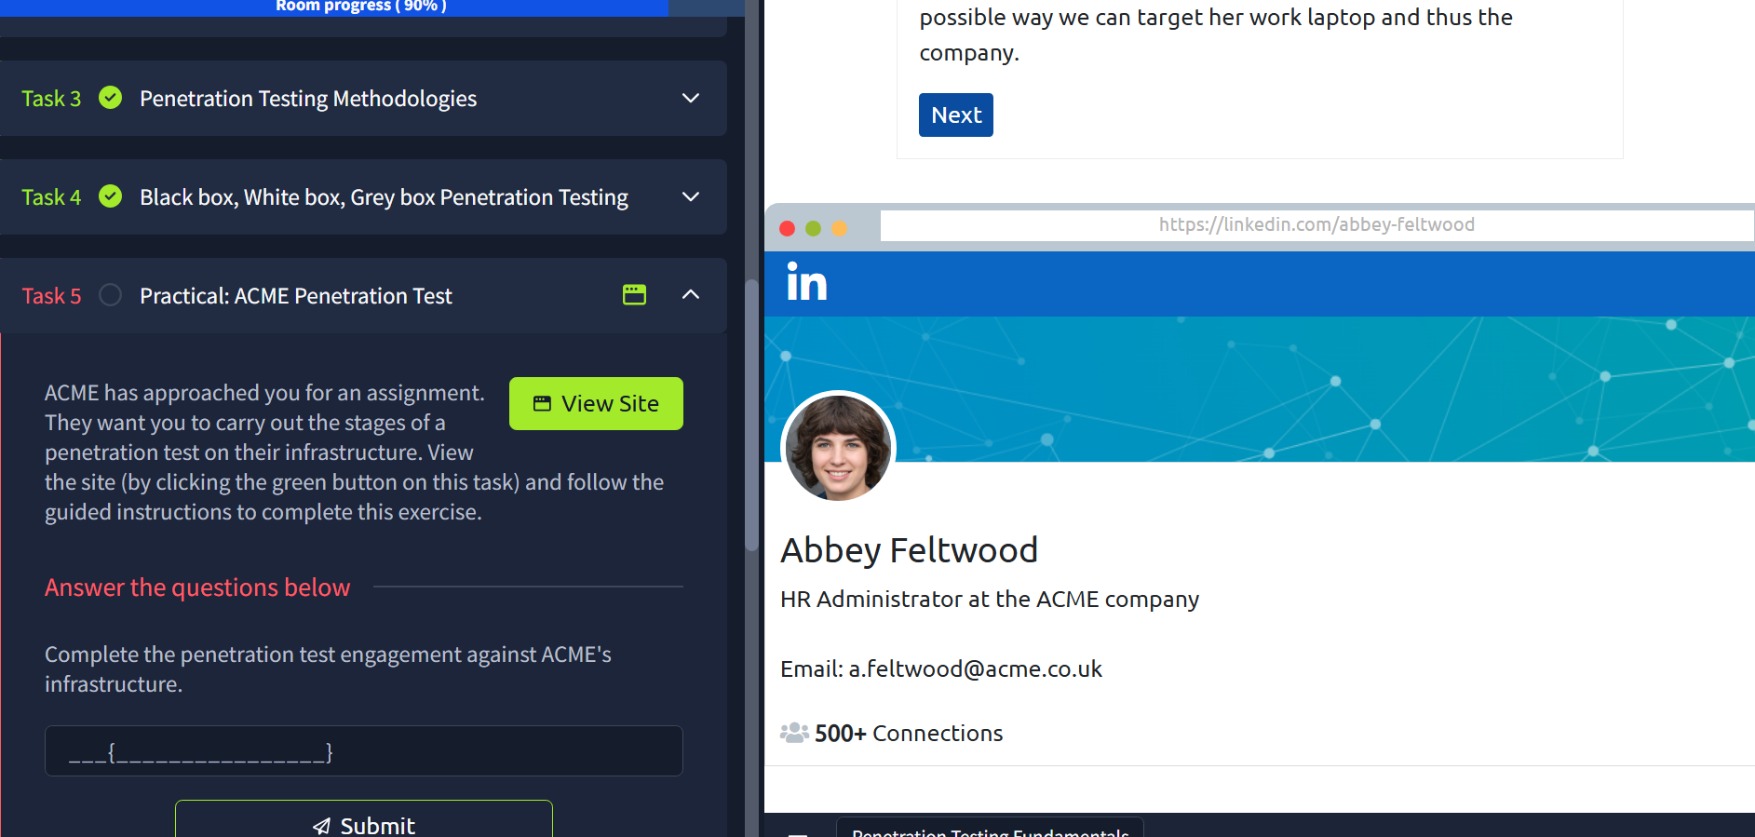 Room progress ( 90% )
Task 3 Penetration Testing Methodologies
Task 4 Black box, White box, Grey box Penetration Testing
Task 5 Practical: ACME Penetration Test
ACME has approached you for an assignment.
They want you to carry out the stages of a
penetration test on their infrastructure. View
the site (by clicking the green button on this task) and follow the
guided instructions to complete this exercise.
View Site
Answer the questions below
Complete the penetration test engagement against ACME's
infrastructure.
___{________________}
Submit
possible way we can target her work laptop and thus the
company.
Next
https://linkedin.com/abbey-feltwood
in
Abbey Feltwood
HR Administrator at the ACME company
Email: a.feltwood@acme.co.uk
500+ Connections
Penetration Testing Fundamentals